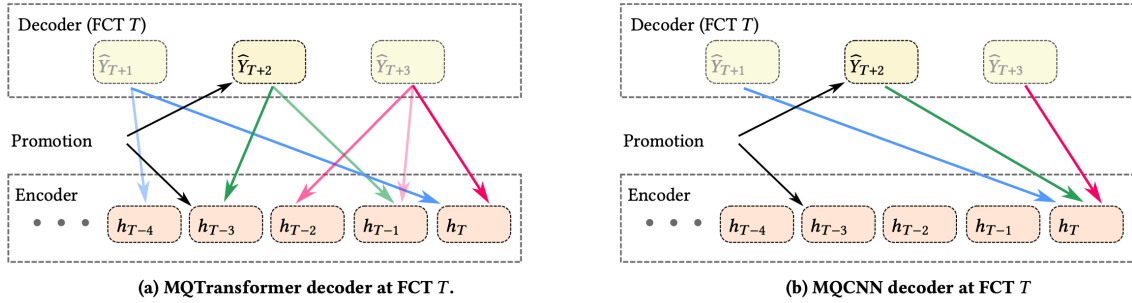 Decoder (FCT T)
Ŷ_{T+1}
Ŷ_{T+2}
Ŷ_{T+3}
Promotion
Encoder
h_{T−4}
h_{T−3}
h_{T−2}
h_{T−1}
h_T
(a) MQTransformer decoder at FCT T.
Decoder (FCT T)
Ŷ_{T+1}
Ŷ_{T+2}
Ŷ_{T+3}
Promotion
Encoder
h_{T−4}
h_{T−3}
h_{T−2}
h_{T−1}
h_T
(b) MQCNN decoder at FCT T